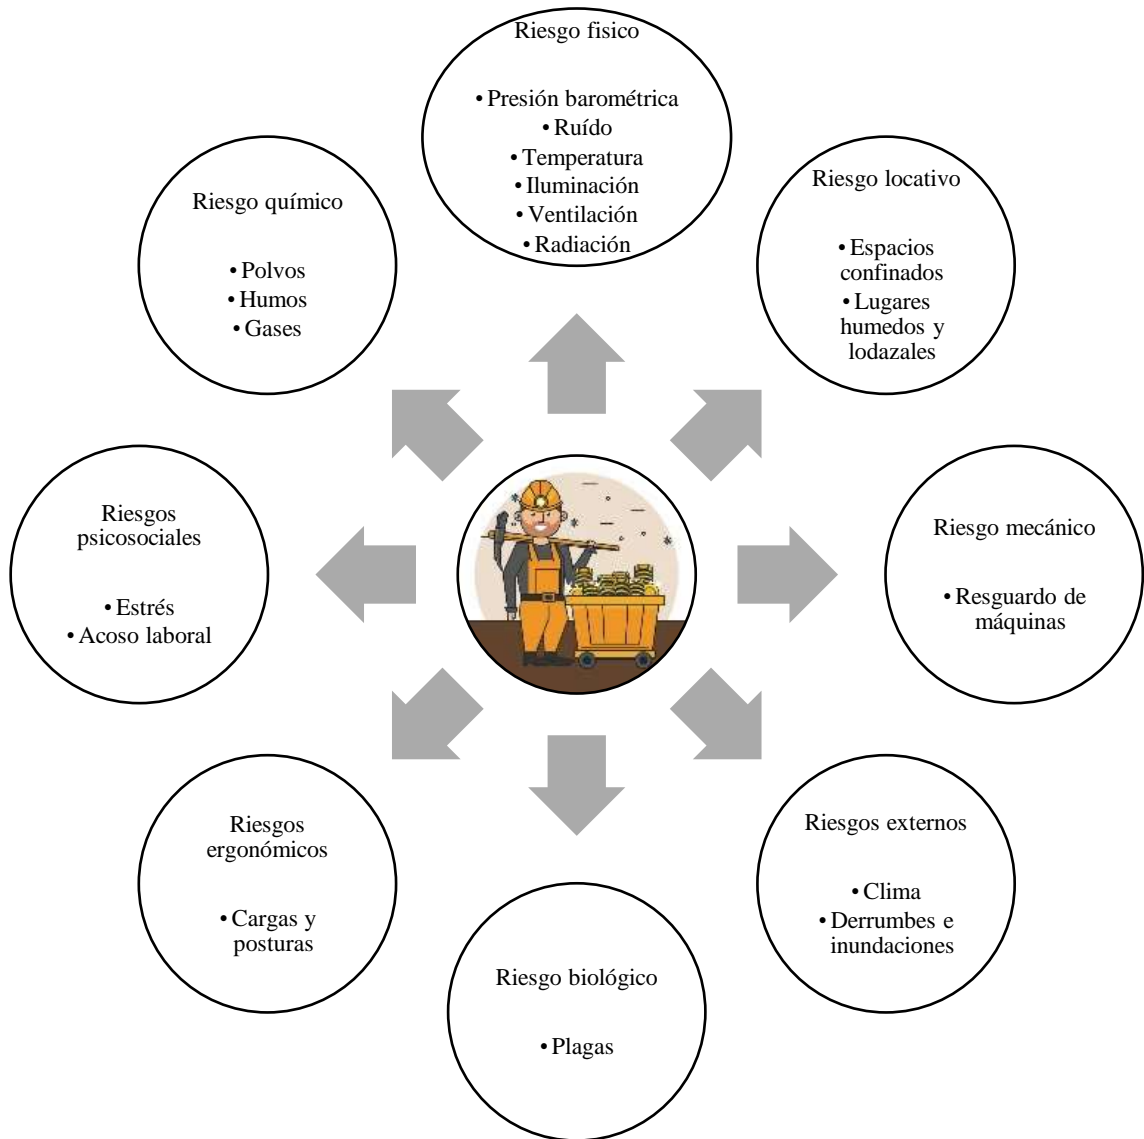 Riesgo fisico
• Presión barométrica
• Ruído
• Temperatura
• Iluminación
• Ventilación
• Radiación
Riesgo locativo
• Espacios
confinados
• Lugares
humedos y
lodazales
Riesgo mecánico
• Resguardo de
máquinas
Riesgos externos
• Clima
• Derrumbes e
inundaciones
Riesgo biológico
• Plagas
Riesgos
ergonómicos
• Cargas y
posturas
Riesgos
psicosociales
• Estrés
• Acoso laboral
Riesgo químico
• Polvos
• Humos
• Gases